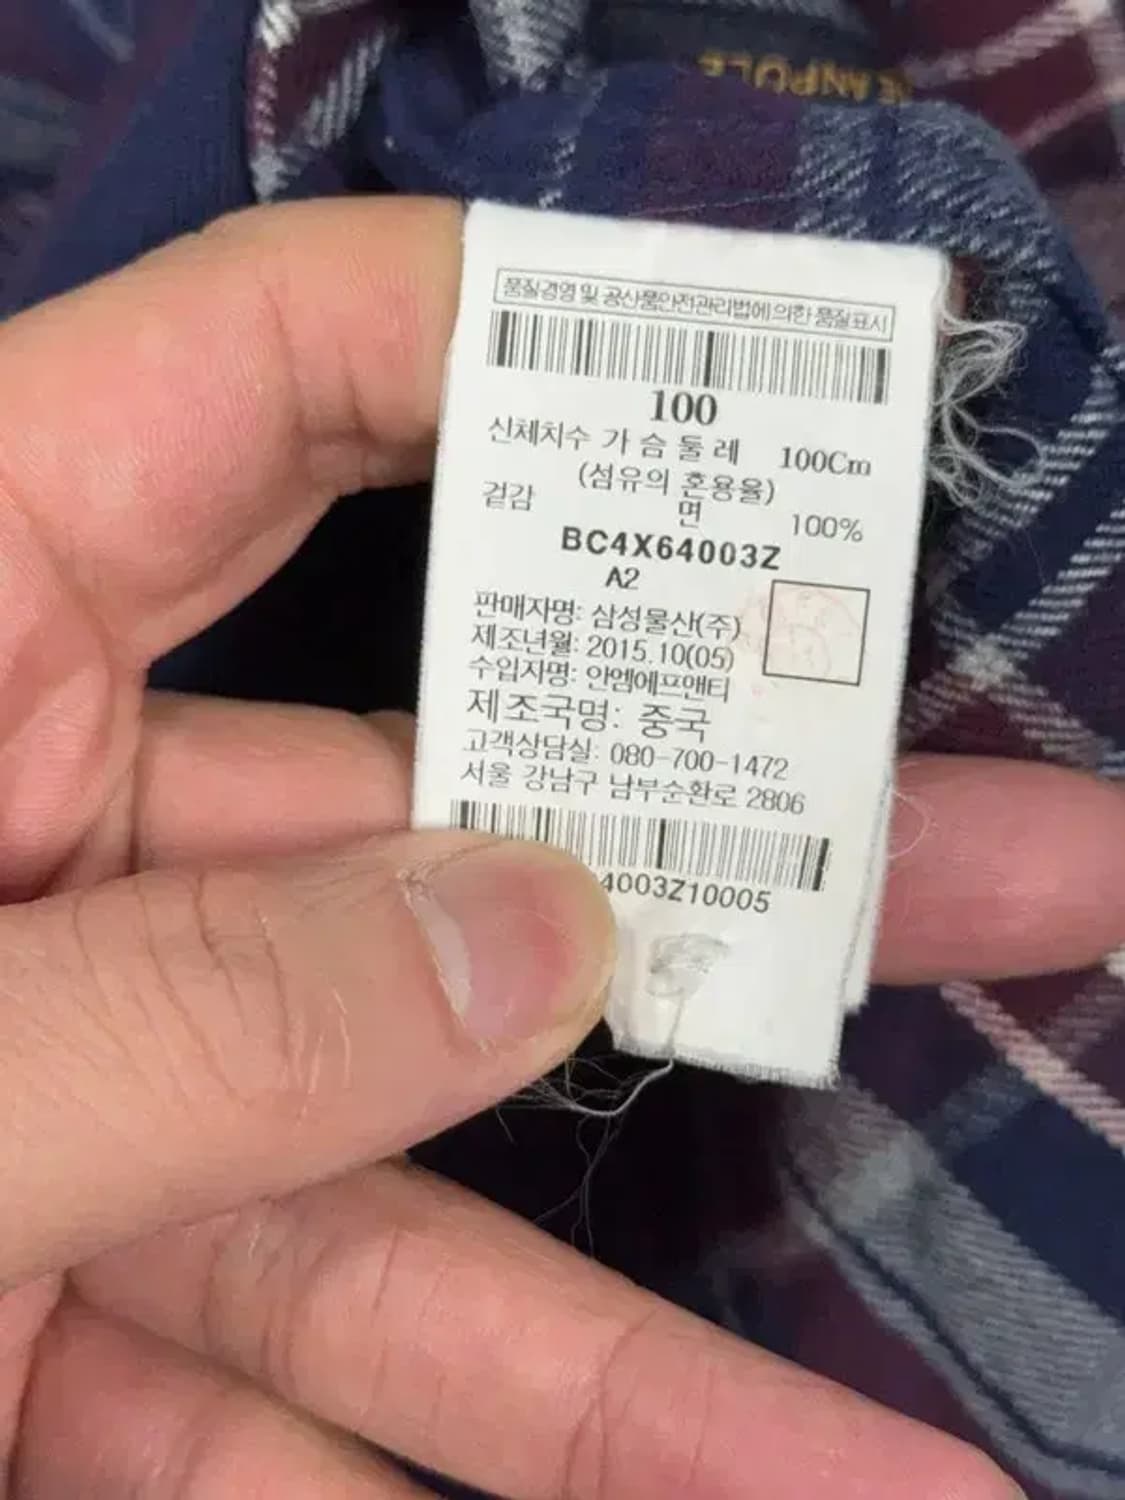 BEANPOLE
품질경영 및 공산품안전관리법에 의한 품질표시
100
신체치수 가 슴 둘 레 100Cm
(섬유의 혼용율)
겉감 면 100%
BC4X64003Z
A2
판매자명: 삼성물산(주)
제조년월: 2015.10(05)
수입자명: 안엠에프앤티
제조국명: 중국
고객상담실: 080-700-1472
서울 강남구 남부순환로 2806
4003Z10005